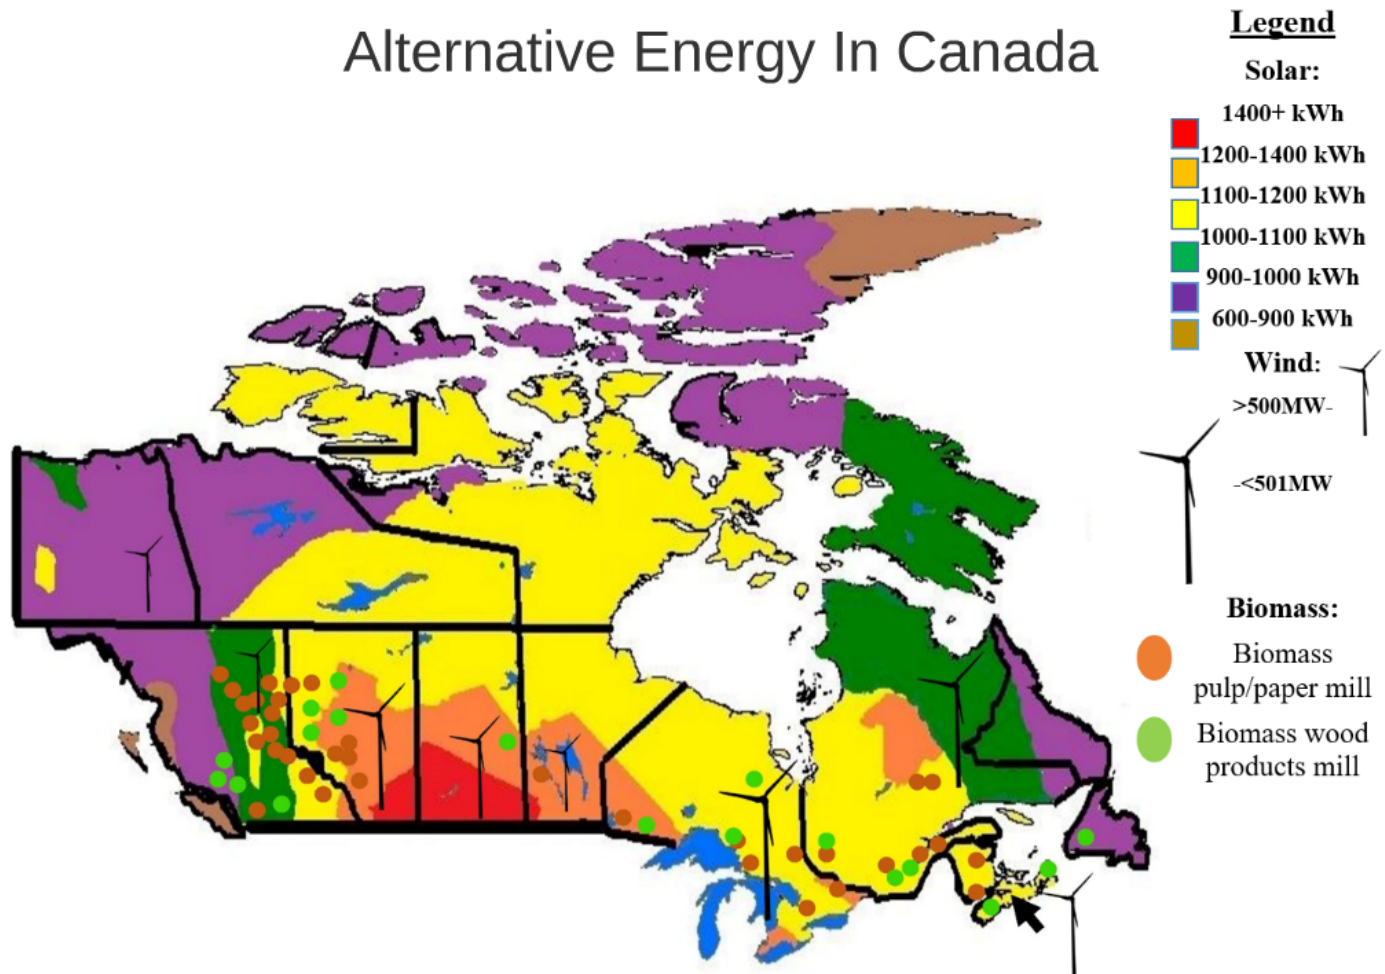 Alternative Energy In Canada
Legend
Solar:
1400+ kWh
1200-1400 kWh
1100-1200 kWh
1000-1100 kWh
900-1000 kWh
600-900 kWh
Wind:
>500MW-
-<501MW
Biomass:
Biomass
pulp/paper mill
Biomass wood
products mill